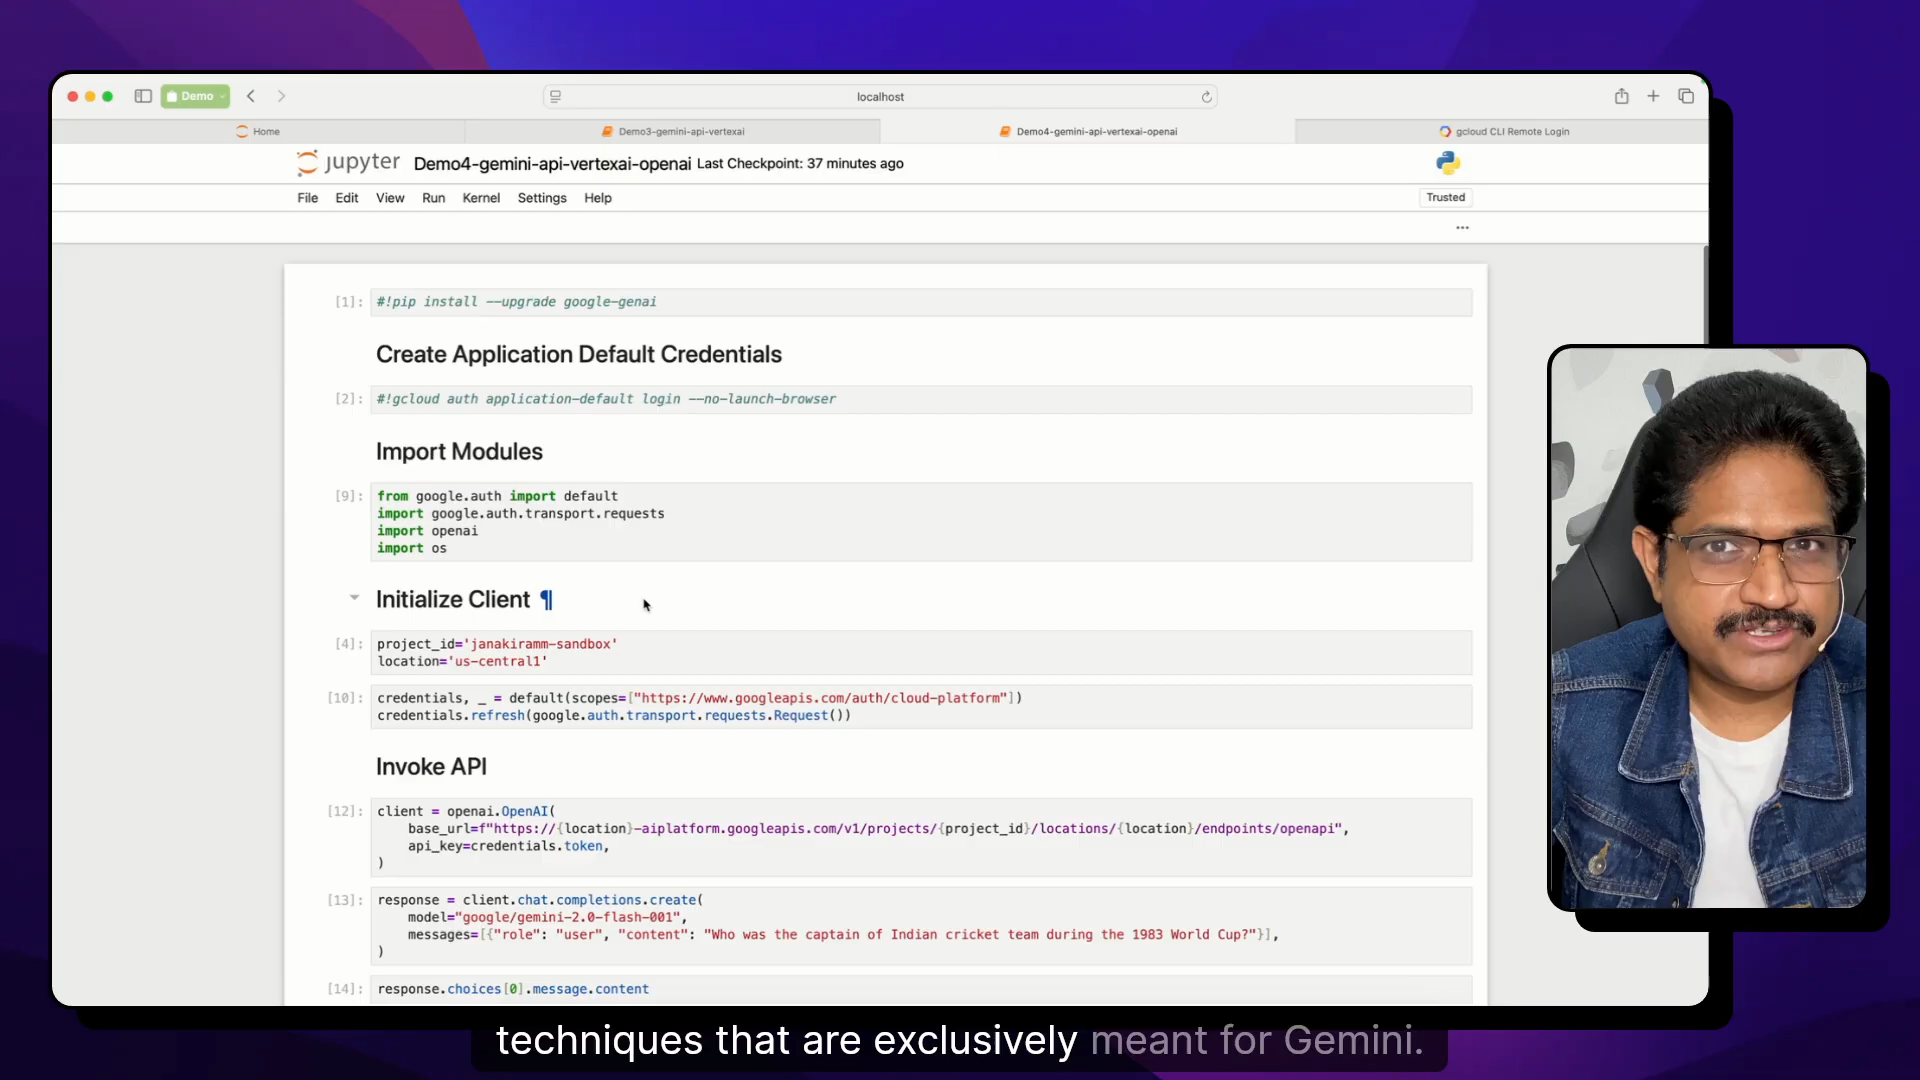 Demo
localhost
Home
Demo3-gemini-api-vertexai
Demo4-gemini-api-vertexai-openai
gcloud CLI Remote Login
jupyter
Demo4-gemini-api-vertexai-openai Last Checkpoint: 37 minutes ago
File Edit View Run Kernel Settings Help
Trusted
[1]: #!pip install --upgrade google-genai
Create Application Default Credentials
[2]: #!gcloud auth application-default login --no-launch-browser
Import Modules
[9]: from google.auth import default
import google.auth.transport.requests
import openai
import os
Initialize Client ¶
[4]: project_id='janakiramm-sandbox'
location='us-central1'
[10]: credentials, _ = default(scopes=["https://www.googleapis.com/auth/cloud-platform"])
credentials.refresh(google.auth.transport.requests.Request())
Invoke API
[12]: client = openai.OpenAI(
base_url=f"https://{location}-aiplatform.googleapis.com/v1/projects/{project_id}/locations/{location}/endpoints/openapi",
api_key=credentials.token,
)
[13]: response = client.chat.completions.create(
model="google/gemini-2.0-flash-001",
messages=[{"role": "user", "content": "Who was the captain of Indian cricket team during the 1983 World Cup?"}],
)
[14]: response.choices[0].message.content
techniques that are exclusively meant for Gemini.